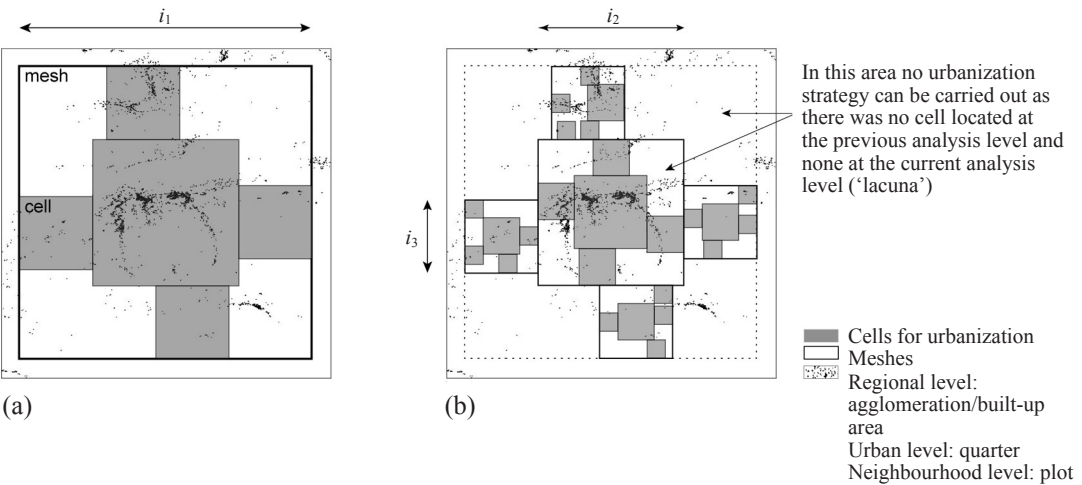 i1
mesh
cell
(a)
i2
i3
(b)
In this area no urbanization
strategy can be carried out as
there was no cell located at
the previous analysis level and
none at the current analysis
level (‘lacuna’)
Cells for urbanization
Meshes
Regional level:
agglomeration/built-up
area
Urban level: quarter
Neighbourhood level: plot